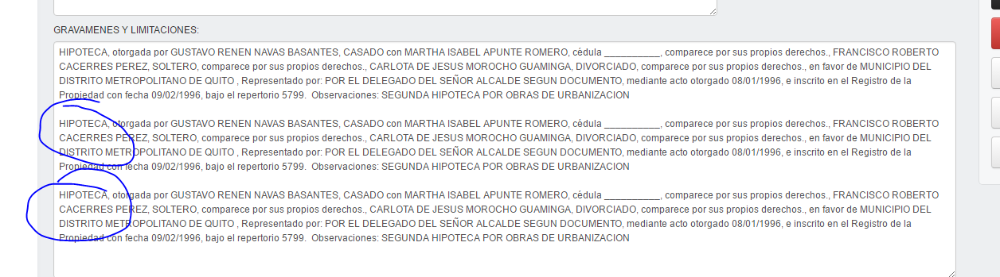 GRAVAMENES Y LIMITACIONES:
HIPOTECA, otorgada por GUSTAVO RENEN NAVAS BASANTES, CASADO con MARTHA ISABEL APUNTE ROMERO, cédula __________, comparece por sus propios derechos., FRANCISCO ROBERTO
CACERRES PEREZ, SOLTERO, comparece por sus propios derechos., CARLOTA DE JESUS MOROCHO GUAMINGA, DIVORCIADO, comparece por sus propios derechos., en favor de MUNICIPIO DEL
DISTRITO METROPOLITANO DE QUITO , Representado por: POR EL DELEGADO DEL SEÑOR ALCALDE SEGUN DOCUMENTO, mediante acto otorgado 08/01/1996, e inscrito en el Registro de la
Propiedad con fecha 09/02/1996, bajo el repertorio 5799.  Observaciones: SEGUNDA HIPOTECA POR OBRAS DE URBANIZACION
HIPOTECA, otorgada por GUSTAVO RENEN NAVAS BASANTES, CASADO con MARTHA ISABEL APUNTE ROMERO, cédula __________, comparece por sus propios derechos., FRANCISCO ROBERTO
CACERRES PEREZ, SOLTERO, comparece por sus propios derechos., CARLOTA DE JESUS MOROCHO GUAMINGA, DIVORCIADO, comparece por sus propios derechos., en favor de MUNICIPIO DEL
DISTRITO METROPOLITANO DE QUITO , Representado por: POR EL DELEGADO DEL SEÑOR ALCALDE SEGUN DOCUMENTO, mediante acto otorgado 08/01/1996, e inscrito en el Registro de la
Propiedad con fecha 09/02/1996, bajo el repertorio 5799.  Observaciones: SEGUNDA HIPOTECA POR OBRAS DE URBANIZACION
HIPOTECA, otorgada por GUSTAVO RENEN NAVAS BASANTES, CASADO con MARTHA ISABEL APUNTE ROMERO, cédula __________, comparece por sus propios derechos., FRANCISCO ROBERTO
CACERRES PEREZ, SOLTERO, comparece por sus propios derechos., CARLOTA DE JESUS MOROCHO GUAMINGA, DIVORCIADO, comparece por sus propios derechos., en favor de MUNICIPIO DEL
DISTRITO METROPOLITANO DE QUITO , Representado por: POR EL DELEGADO DEL SEÑOR ALCALDE SEGUN DOCUMENTO, mediante acto otorgado 08/01/1996, e inscrito en el Registro de la
Propiedad con fecha 09/02/1996, bajo el repertorio 5799.  Observaciones: SEGUNDA HIPOTECA POR OBRAS DE URBANIZACION